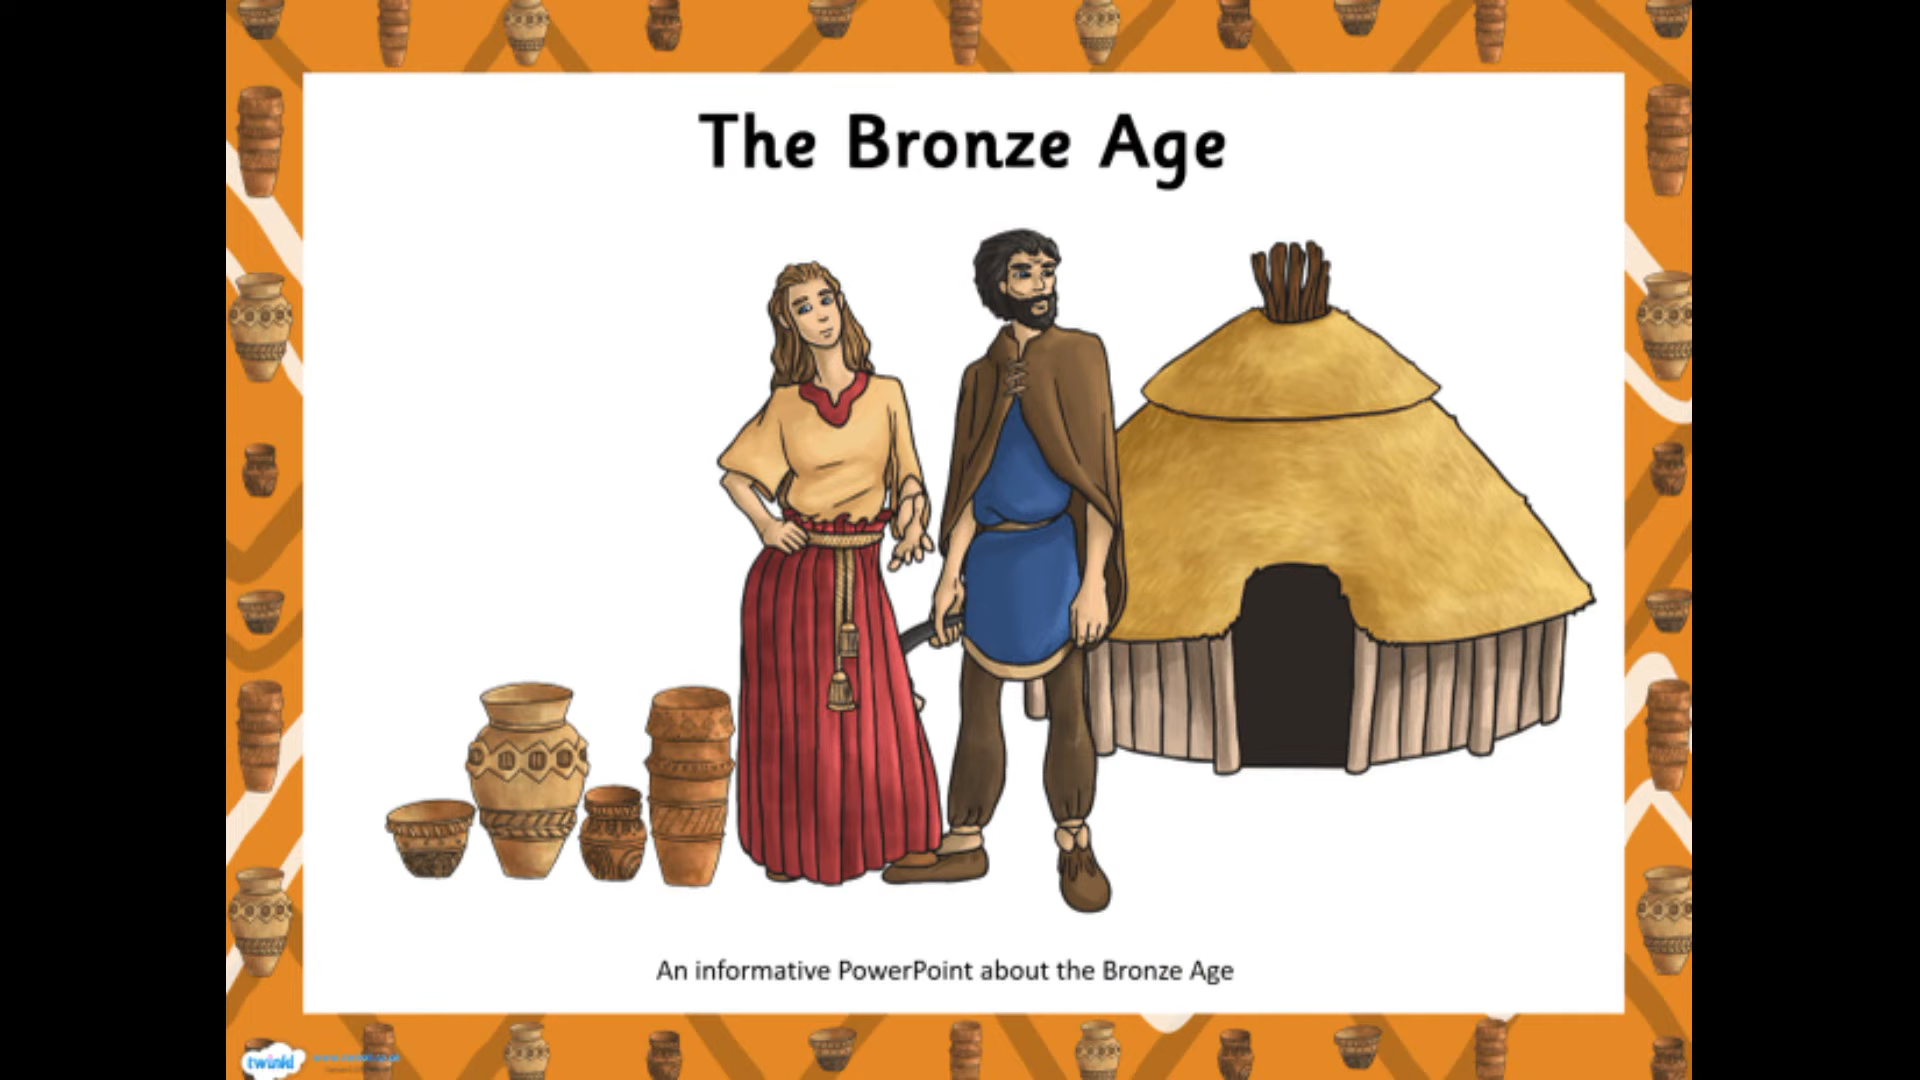 The Bronze Age
An informative PowerPoint about the Bronze Age
twinkl